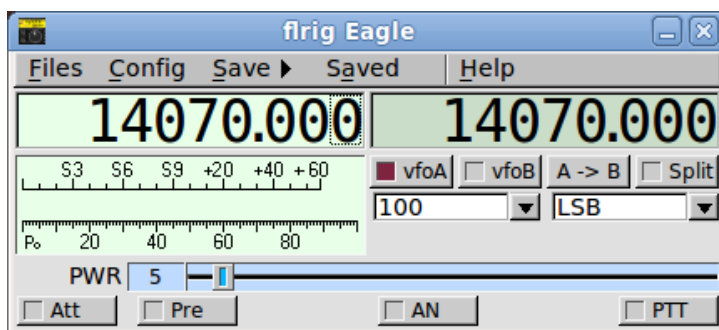 flrig Eagle
Files Config Save Saved Help
14070.000 14070.000
S3 S6 S9 +20 +40 +60
vfoA vfoB A -> B Split
100 LSB
Po 20 40 60 80
PWR 5
Att Pre AN PTT